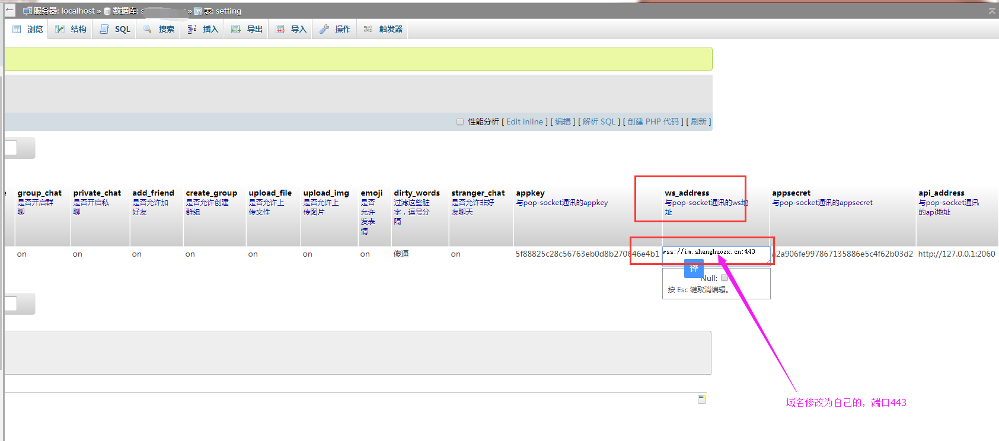 服务器: localhost » 数据库: s » 表: setting
浏览 结构 SQL 搜索 插入 导出 导入 操作 触发器
性能分析 [ Edit inline ] [ 编辑 ] [ 解析 SQL ] [ 创建 PHP 代码 ] [ 刷新 ]
group_chat
是否开启群
聊
private_chat
是否开启私
聊
add_friend
是否允许加
好友
create_group
是否允许创建
群组
upload_file
是否允许上
传文件
upload_img
是否允许上
传图片
emoji
是否
允许
发表
情
dirty_words
过滤这些脏
字，逗号分
隔
stranger_chat
是否允许非好
友聊天
appkey
与pop-socket通讯的appkey
ws_address
与pop-socket通讯的ws地
址
appsecret
与pop-socket通讯的appsecret
api_address
与pop-socket通讯
的api地址
on on on on on on on 傻逼 on 5f88825c28c56763eb0d8b270646e4b1 wss://im.shenghuozx.cn:443 a2a906fe997867135886e5c4f62b03d2 http://127.0.0.1:2060
译
Null:
按 Esc 键取消编辑。
域名修改为自己的，端口443